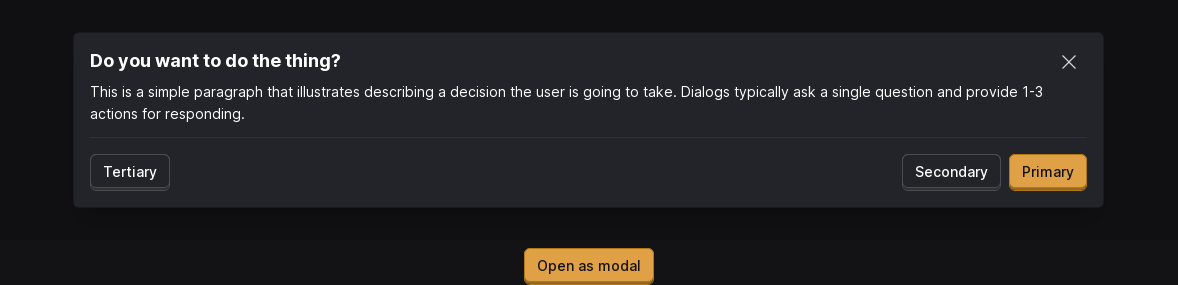 Do you want to do the thing?
This is a simple paragraph that illustrates describing a decision the user is going to take. Dialogs typically ask a single question and provide 1-3
actions for responding.
Tertiary
Secondary
Primary
Open as modal